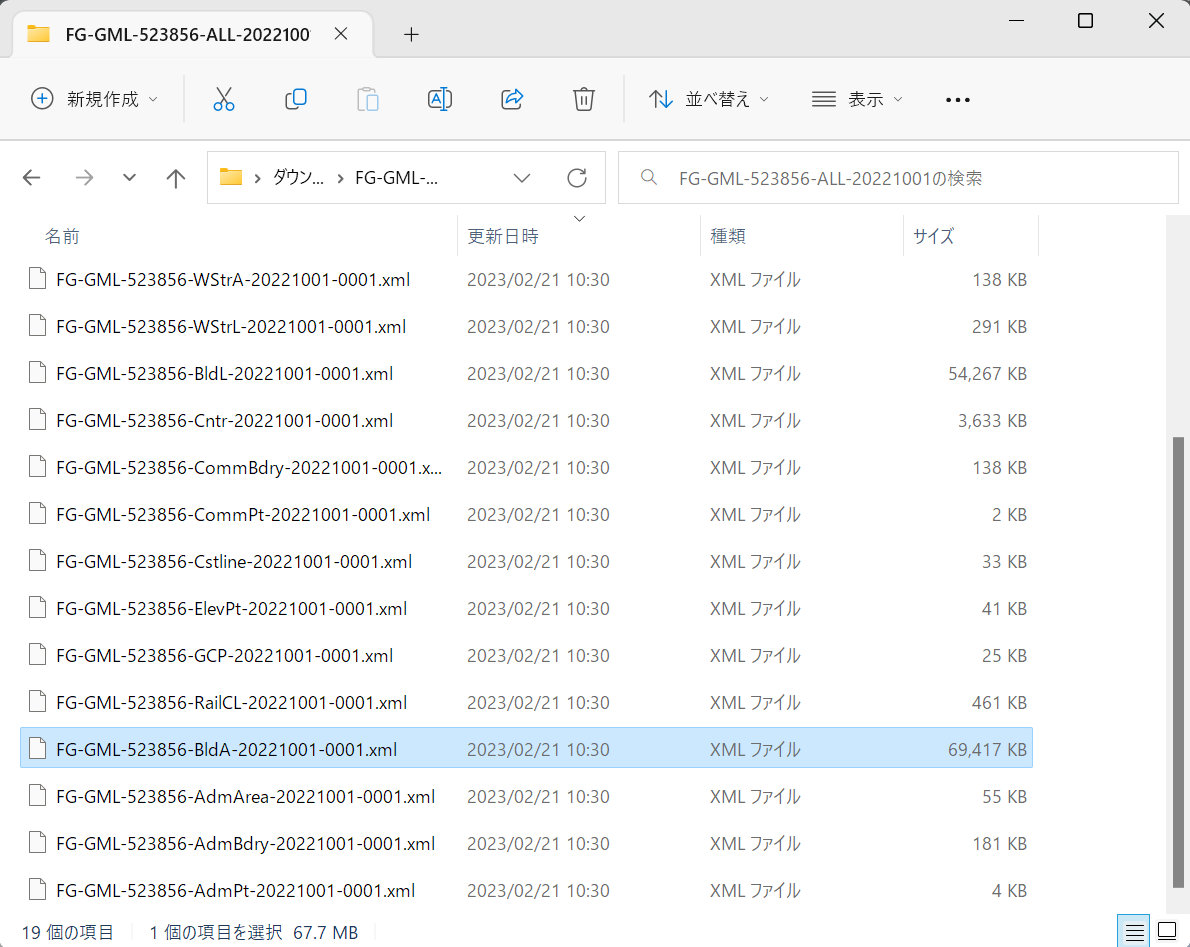 FG-GML-523856-ALL-2022100
新規作成 並べ替え 表示
ダウン... FG-GML-... FG-GML-523856-ALL-20221001の検索
名前 更新日時 種類 サイズ
FG-GML-523856-WStrA-20221001-0001.xml 2023/02/21 10:30 XML ファイル 138 KB
FG-GML-523856-WStrL-20221001-0001.xml 2023/02/21 10:30 XML ファイル 291 KB
FG-GML-523856-BldL-20221001-0001.xml 2023/02/21 10:30 XML ファイル 54,267 KB
FG-GML-523856-Cntr-20221001-0001.xml 2023/02/21 10:30 XML ファイル 3,633 KB
FG-GML-523856-CommBdry-20221001-0001.x... 2023/02/21 10:30 XML ファイル 138 KB
FG-GML-523856-CommPt-20221001-0001.xml 2023/02/21 10:30 XML ファイル 2 KB
FG-GML-523856-Cstline-20221001-0001.xml 2023/02/21 10:30 XML ファイル 33 KB
FG-GML-523856-ElevPt-20221001-0001.xml 2023/02/21 10:30 XML ファイル 41 KB
FG-GML-523856-GCP-20221001-0001.xml 2023/02/21 10:30 XML ファイル 25 KB
FG-GML-523856-RailCL-20221001-0001.xml 2023/02/21 10:30 XML ファイル 461 KB
FG-GML-523856-BldA-20221001-0001.xml 2023/02/21 10:30 XML ファイル 69,417 KB
FG-GML-523856-AdmArea-20221001-0001.xml 2023/02/21 10:30 XML ファイル 55 KB
FG-GML-523856-AdmBdry-20221001-0001.xml 2023/02/21 10:30 XML ファイル 181 KB
FG-GML-523856-AdmPt-20221001-0001.xml 2023/02/21 10:30 XML ファイル 4 KB
19 個の項目 1 個の項目を選択 67.7 MB